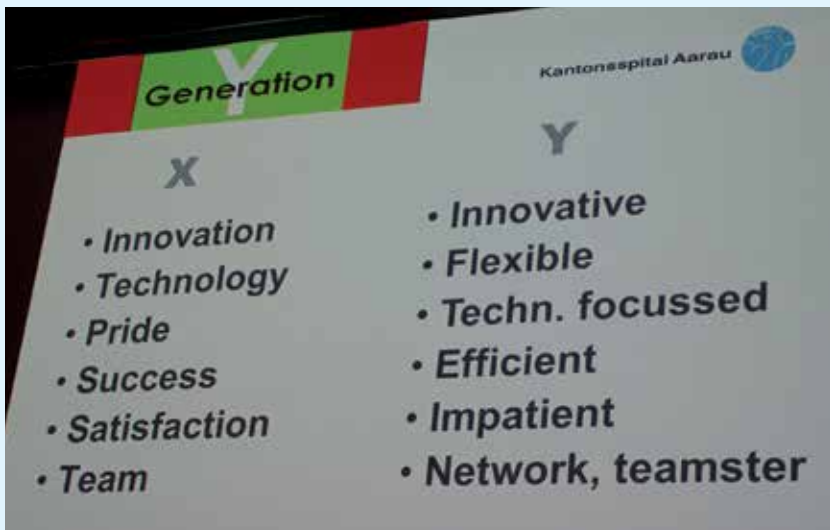 Y
Generation
Kantonsspital Aarau
X
• Innovation
• Technology
• Pride
• Success
• Satisfaction
• Team
Y
• Innovative
• Flexible
• Techn. focussed
• Efficient
• Impatient
• Network, teamster